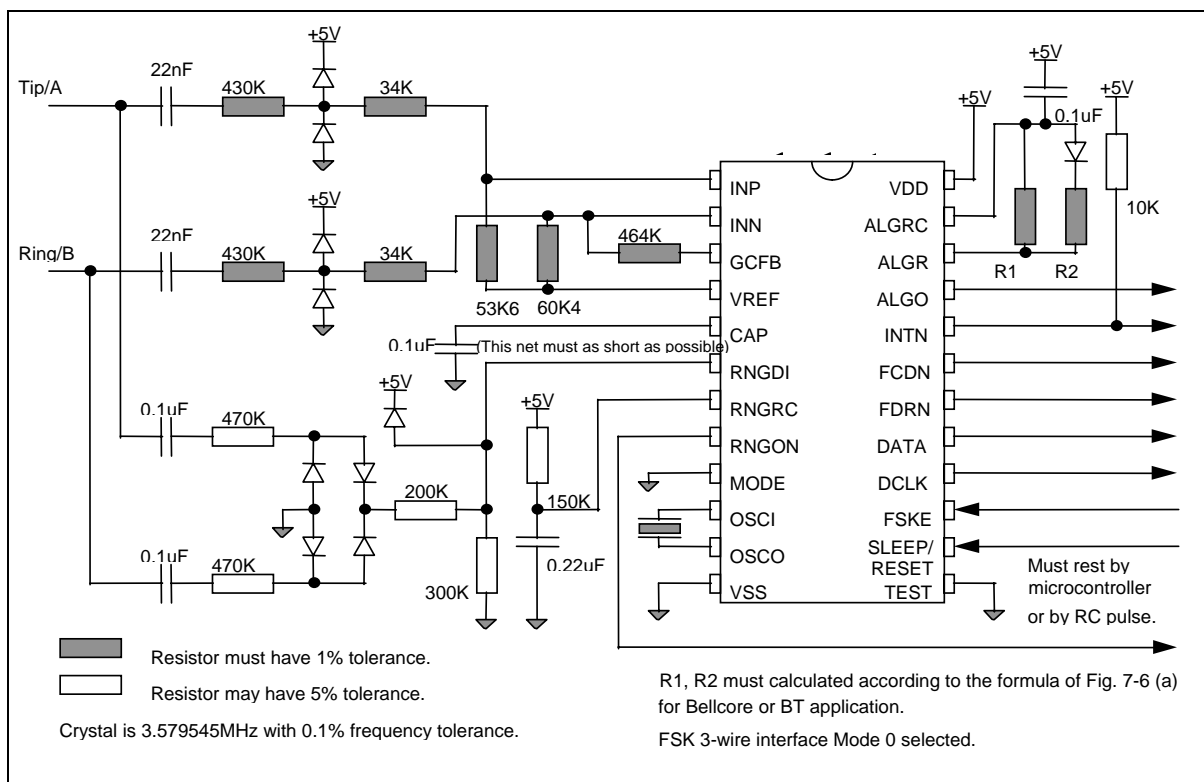 +5V
22nF
Tip/A
430K
34K
+5V
22nF
Ring/B
430K
34K
464K
53K6
60K4
0.1uF
(This net must as short as possible)
+5V
0.1uF
470K
200K
0.1uF
470K
300K
+5V
150K
0.22uF
INP
INN
GCFB
VREF
CAP
RNGDI
RNGRC
RNGON
MODE
OSCI
OSCO
VSS
VDD
ALGRC
ALGR
ALGO
INTN
FCDN
FDRN
DATA
DCLK
FSKE
SLEEP/
RESET
TEST
+5V
+5V
0.1uF
+5V
R1
R2
10K
Must rest by
microcontroller
or by RC pulse.
Resistor must have 1% tolerance.
Resistor may have 5% tolerance.
Crystal is 3.579545MHz with 0.1% frequency tolerance.
R1, R2 must calculated according to the formula of Fig. 7-6 (a)
for Bellcore or BT application.
FSK 3-wire interface Mode 0 selected.